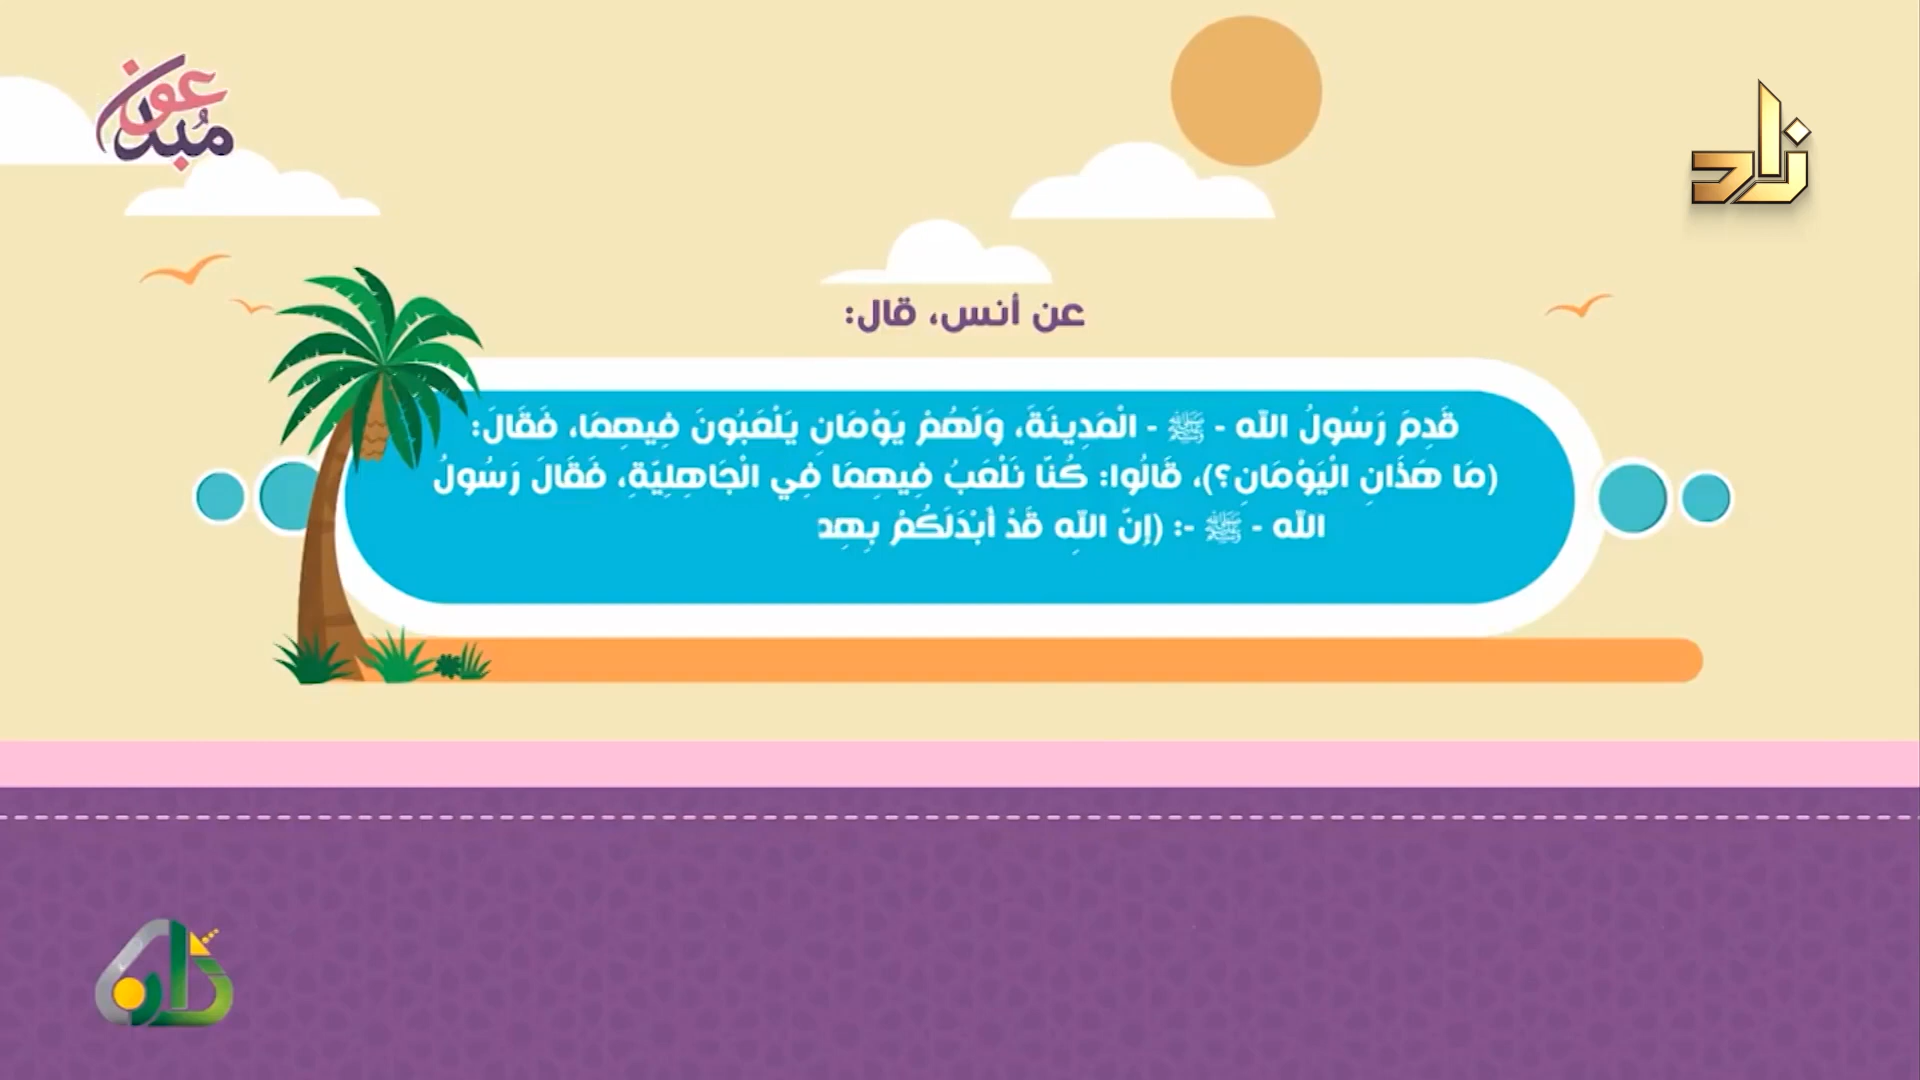 مُبدعون
زاد
عن أنس، قال:
قَدِمَ رَسُولُ الله - ﷺ - الْمَدِينَةَ، وَلَهُمْ يَوْمَانِ يَلْعَبُونَ فِيهِمَا، فَقَالَ:
(مَا هَذَانِ الْيَوْمَانِ؟)، قَالُوا: كُنّا نَلْعَبُ فِيهِمَا فِي الْجَاهِلِيّةِ، فَقَالَ رَسُولُ
الله - ﷺ -: (إِنّ اللهِ قَدْ أَبْدَلَكُمْ بِهِد